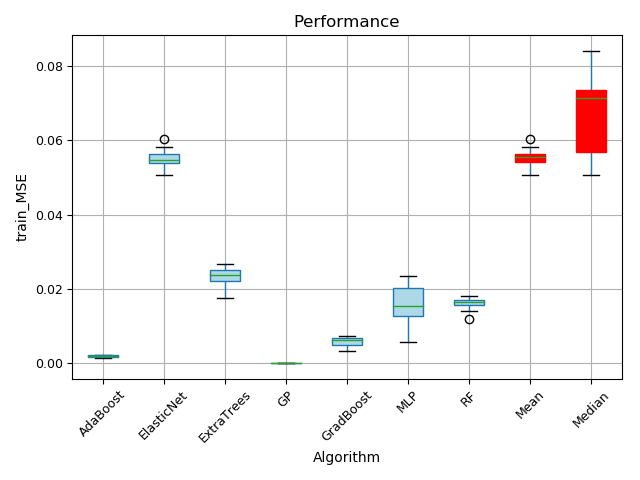 Performance
train_MSE
0.08
0.06
0.04
0.02
0.00
AdaBoost
ElasticNet
ExtraTrees
GP
GradBoost
MLP
RF
Mean
Median
Algorithm